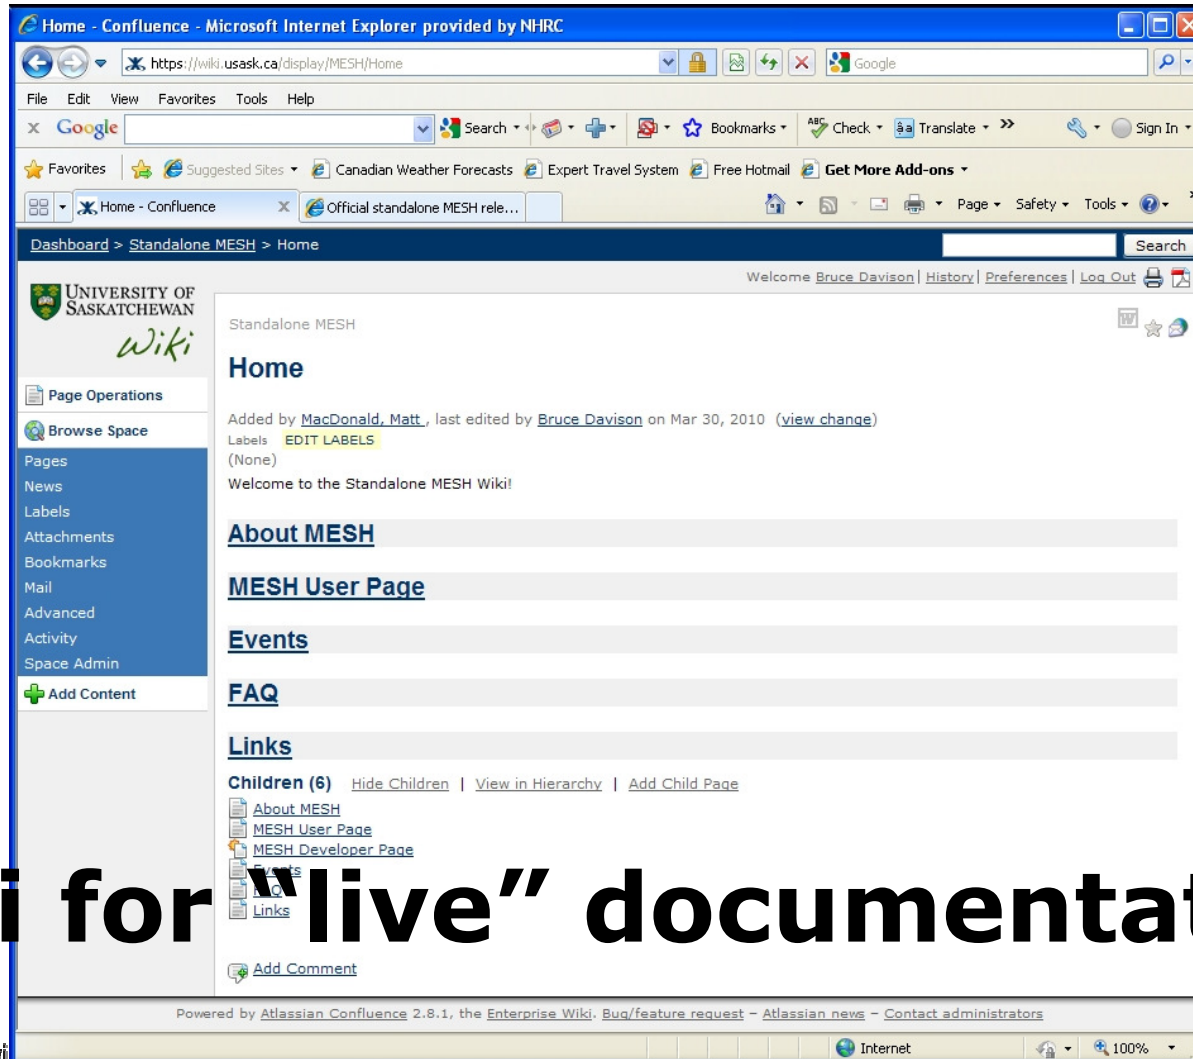 Home - Confluence - Microsoft Internet Explorer provided by NHRC
https://wiki.usask.ca/display/MESH/Home
Google
File Edit View Favorites Tools Help
x Google Search Bookmarks ABC Check Translate >> Sign In
Favorites Suggested Sites Canadian Weather Forecasts Expert Travel System Free Hotmail Get More Add-ons
Home - Confluence Official standalone MESH rele... Page Safety Tools
Dashboard > Standalone MESH > Home Search
Welcome Bruce Davison | History | Preferences | Log Out
UNIVERSITY OF
SASKATCHEWAN
Wiki
Standalone MESH
Home
Page Operations
Added by MacDonald, Matt , last edited by Bruce Davison on Mar 30, 2010 (view change)
Browse Space
Labels EDIT LABELS
(None)
Pages
News
Welcome to the Standalone MESH Wiki!
Labels
Attachments
Bookmarks
Mail
Advanced
Activity
Space Admin
Add Content
About MESH
MESH User Page
Events
FAQ
Links
Children (6) Hide Children | View in Hierarchy | Add Child Page
About MESH
MESH User Page
MESH Developer Page
Events
FAQ
Links
i for “live” documentat
Add Comment
Powered by Atlassian Confluence 2.8.1, the Enterprise Wiki. Bug/feature request – Atlassian news – Contact administrators
Internet 100%